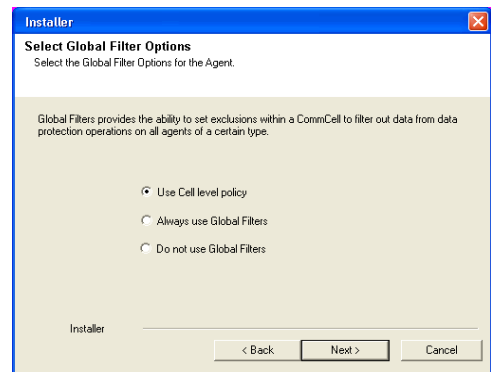 Installer
Select Global Filter Options
Select the Global Filter Options for the Agent.
Global Filters provides the ability to set exclusions within a CommCell to filter out data from data
protection operations on all agents of a certain type.
Use Cell level policy
Always use Global Filters
Do not use Global Filters
Installer
< Back
Next >
Cancel